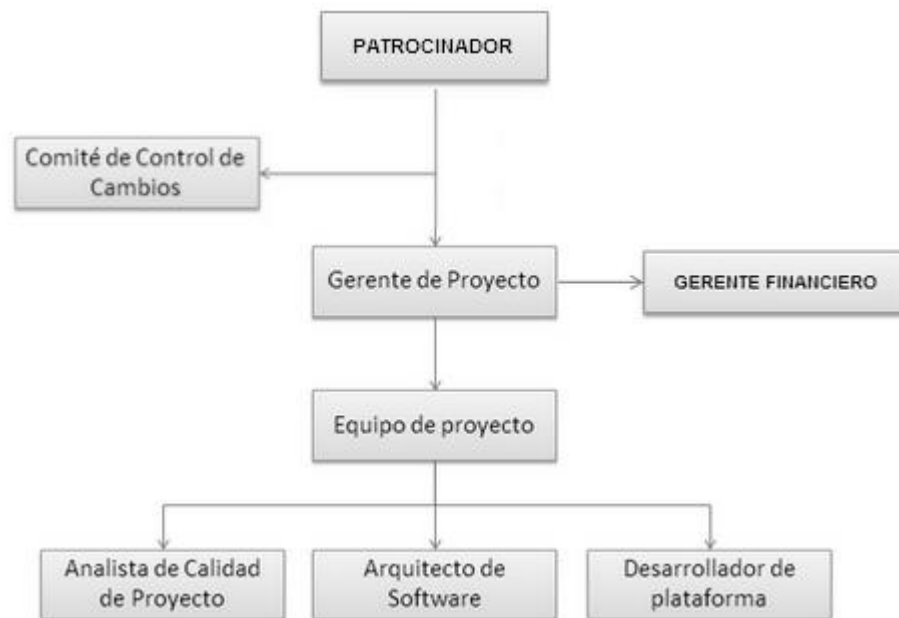 PATROCINADOR
Comité de Control de
Cambios
Gerente de Proyecto
GERENTE FINANCIERO
Equipo de proyecto
Analista de Calidad
de Proyecto
Arquitecto de
Software
Desarrollador de
plataforma